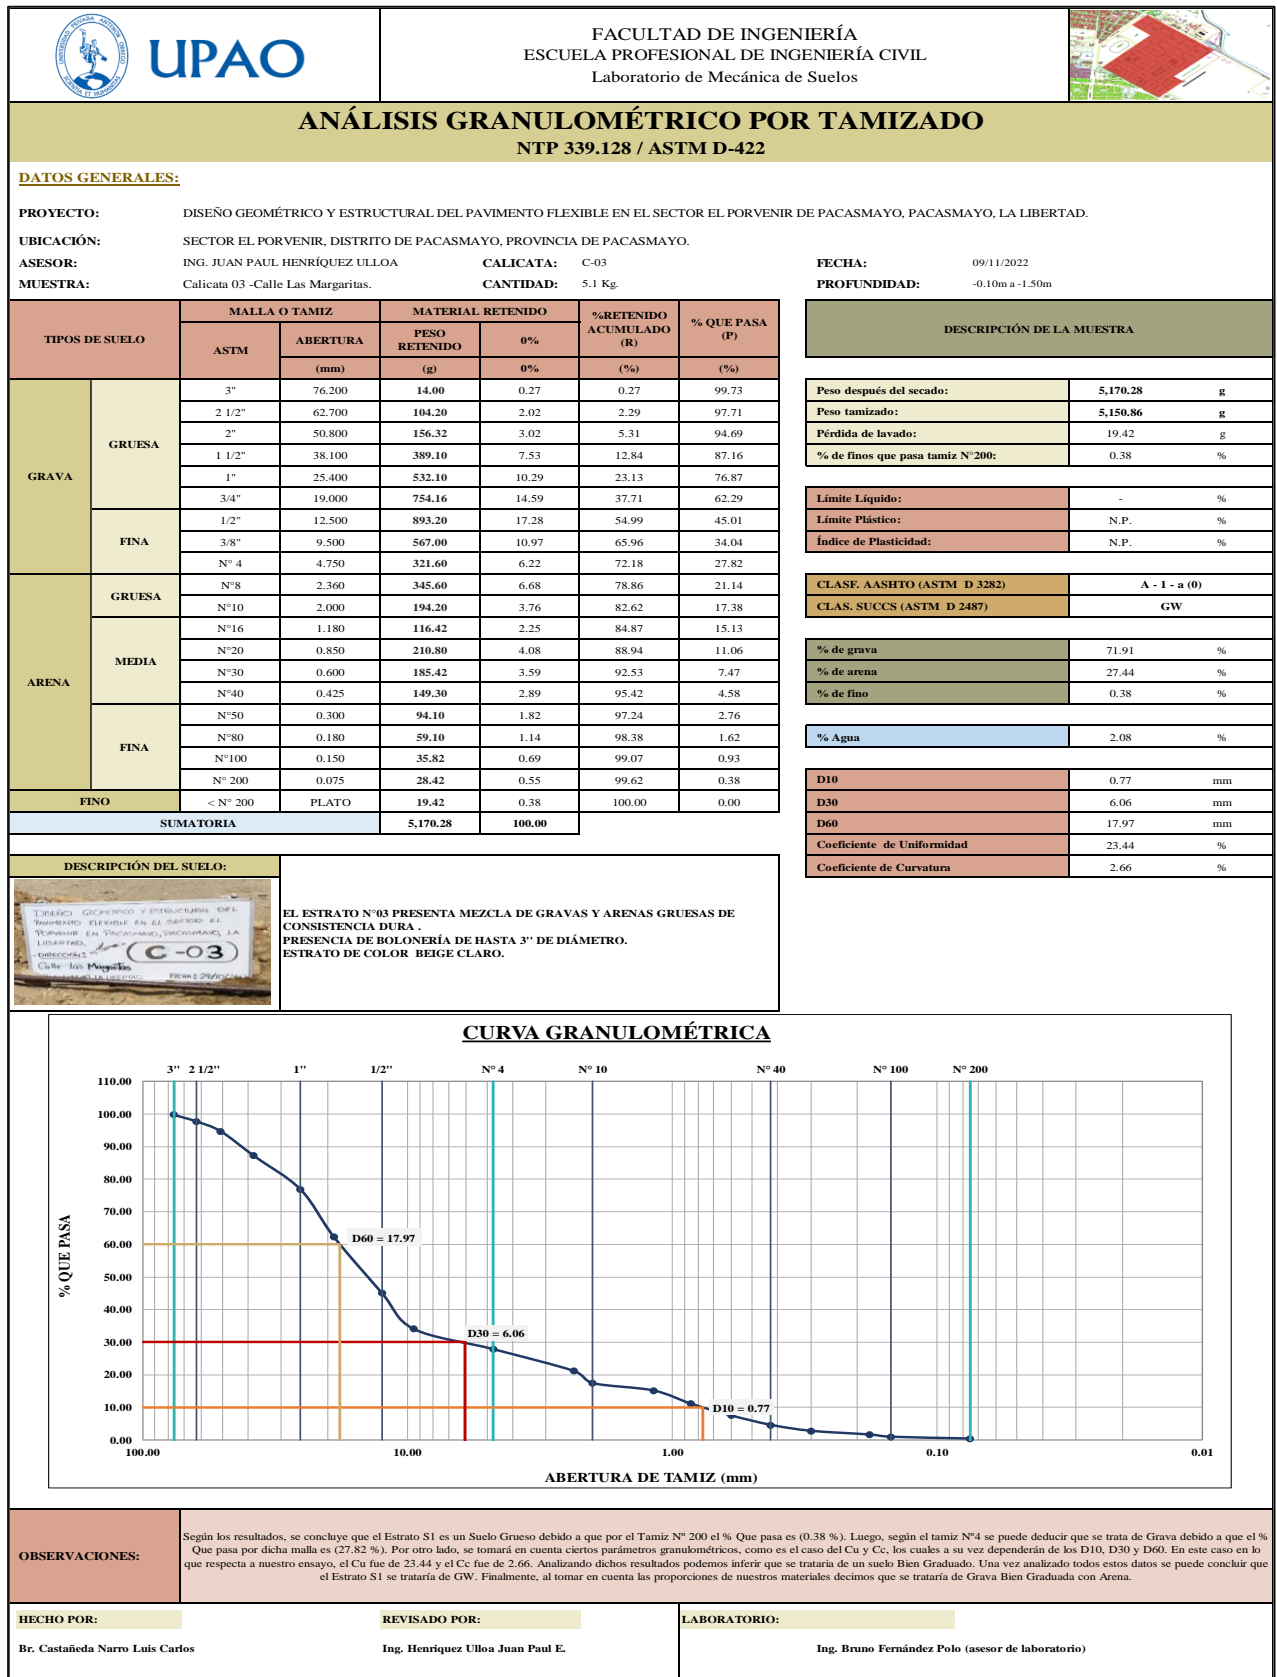 UPAO
FACULTAD DE INGENIERÍA
ESCUELA PROFESIONAL DE INGENIERÍA CIVIL
Laboratorio de Mecánica de Suelos
ANÁLISIS GRANULOMÉTRICO POR TAMIZADO
NTP 339.128 / ASTM D-422
DATOS GENERALES:
PROYECTO: DISEÑO GEOMÉTRICO Y ESTRUCTURAL DEL PAVIMENTO FLEXIBLE EN EL SECTOR EL PORVENIR DE PACASMAYO, PACASMAYO, LA LIBERTAD.
UBICACIÓN: SECTOR EL PORVENIR, DISTRITO DE PACASMAYO, PROVINCIA DE PACASMAYO.
ASESOR: ING. JUAN PAUL HENRÍQUEZ ULLOA CALICATA: C-03 FECHA: 09/11/2022
MUESTRA: Calicata 03 -Calle Las Margaritas. CANTIDAD: 5.1 Kg. PROFUNDIDAD: -0.10m a -1.50m
TIPOS DE SUELO MALLA O TAMIZ MATERIAL RETENIDO %RETENIDO ACUMULADO (R) % QUE PASA (P)
ASTM ABERTURA PESO RETENIDO 0%
(mm) (g) 0% (%) (%)
GRAVA
GRUESA
3" 76.200 14.00 0.27 0.27 99.73
2 1/2" 62.700 104.20 2.02 2.29 97.71
2" 50.800 156.32 3.02 5.31 94.69
1 1/2" 38.100 389.10 7.53 12.84 87.16
1" 25.400 532.10 10.29 23.13 76.87
3/4" 19.000 754.16 14.59 37.71 62.29
FINA
1/2" 12.500 893.20 17.28 54.99 45.01
3/8" 9.500 567.00 10.97 65.96 34.04
N° 4 4.750 321.60 6.22 72.18 27.82
ARENA
GRUESA
N°8 2.360 345.60 6.68 78.86 21.14
N°10 2.000 194.20 3.76 82.62 17.38
MEDIA
N°16 1.180 116.42 2.25 84.87 15.13
N°20 0.850 210.80 4.08 88.94 11.06
N°30 0.600 185.42 3.59 92.53 7.47
N°40 0.425 149.30 2.89 95.42 4.58
FINA
N°50 0.300 94.10 1.82 97.24 2.76
N°80 0.180 59.10 1.14 98.38 1.62
N°100 0.150 35.82 0.69 99.07 0.93
N° 200 0.075 28.42 0.55 99.62 0.38
FINO < N° 200 PLATO 19.42 0.38 100.00 0.00
SUMATORIA 5,170.28 100.00
DESCRIPCIÓN DE LA MUESTRA
Peso después del secado: 5,170.28 g
Peso tamizado: 5,150.86 g
Pérdida de lavado: 19.42 g
% de finos que pasa tamiz N°200: 0.38 %
Límite Líquido: - %
Límite Plástico: N.P. %
Índice de Plasticidad: N.P. %
CLASF. AASHTO (ASTM D 3282) A - 1 - a (0)
CLAS. SUCCS (ASTM D 2487) GW
% de grava 71.91 %
% de arena 27.44 %
% de fino 0.38 %
% Agua 2.08 %
D10 0.77 mm
D30 6.06 mm
D60 17.97 mm
Coeficiente de Uniformidad 23.44 %
Coeficiente de Curvatura 2.66 %
DESCRIPCIÓN DEL SUELO:
DISEÑO GEOMETRICO Y ESTRUCTURAL DEL
PAVIMENTO FLEXIBLE EN EL SECTOR EL
PORVENIR EN PACASMAYO, PACASMAYO, LA
LIBERTAD.
-DIRECCION:
C-03
Calle las Margaritas
EL ESTRATO N°03 PRESENTA MEZCLA DE GRAVAS Y ARENAS GRUESAS DE
CONSISTENCIA DURA .
PRESENCIA DE BOLONERÍA DE HASTA 3'' DE DIÁMETRO.
ESTRATO DE COLOR BEIGE CLARO.
CURVA GRANULOMÉTRICA
3" 2 1/2" 1" 1/2" N° 4 N° 10 N° 40 N° 100 N° 200
110.00
100.00
90.00
80.00
70.00
60.00
50.00
40.00
30.00
20.00
10.00
0.00
% QUE PASA
D60 = 17.97
D30 = 6.06
D10 = 0.77
100.00 10.00 1.00 0.10 0.01
ABERTURA DE TAMIZ (mm)
OBSERVACIONES:
Según los resultados, se concluye que el Estrato S1 es un Suelo Grueso debido a que por el Tamiz Nº 200 el % Que pasa es (0.38 %). Luego, según el tamiz Nº4 se puede deducir que se trata de Grava debido a que el %
Que pasa por dicha malla es (27.82 %). Por otro lado, se tomará en cuenta ciertos parámetros granulométricos, como es el caso del Cu y Cc, los cuales a su vez dependerán de los D10, D30 y D60. En este caso en lo
que respecta a nuestro ensayo, el Cu fue de 23.44 y el Cc fue de 2.66. Analizando dichos resultados podemos inferir que se trataria de un suelo Bien Graduado. Una vez analizado todos estos datos se puede concluir que
el Estrato S1 se trataría de GW. Finalmente, al tomar en cuenta las proporciones de nuestros materiales decimos que se trataría de Grava Bien Graduada con Arena.
HECHO POR: REVISADO POR: LABORATORIO:
Br. Castañeda Narro Luis Carlos Ing. Henriquez Ulloa Juan Paul E. Ing. Bruno Fernández Polo (asesor de laboratorio)